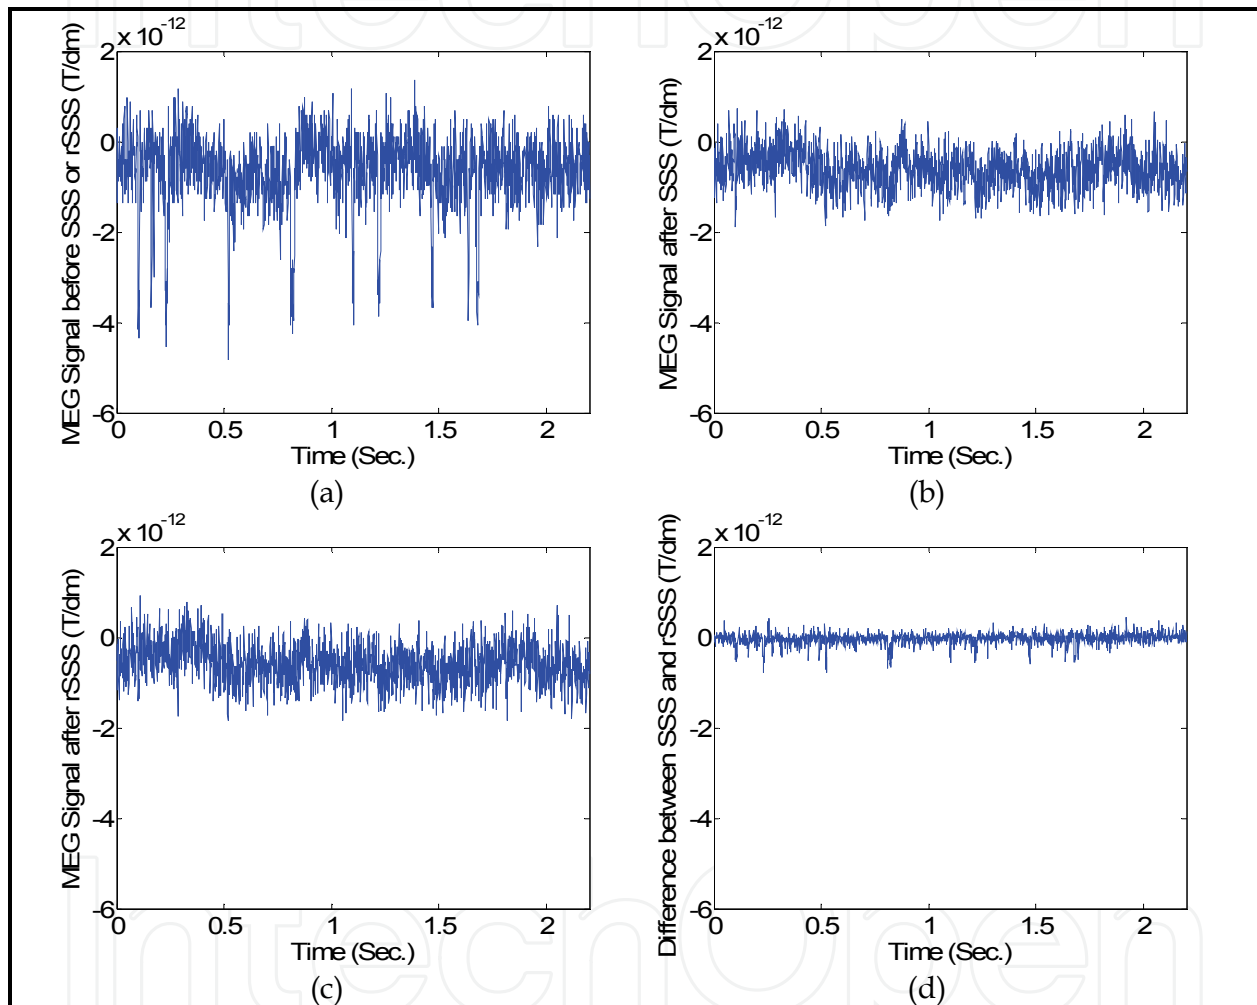 IntechOpen
x 10^-12
2
0
-2
-4
-6
0 0.5 1 1.5 2
MEG Signal before SSS or rSSS (T/dm)
Time (Sec.)
(a)
x 10^-12
2
0
-2
-4
-6
0 0.5 1 1.5 2
MEG Signal after SSS (T/dm)
Time (Sec.)
(b)
x 10^-12
2
0
-2
-4
-6
0 0.5 1 1.5 2
MEG Signal after rSSS (T/dm)
Time (Sec.)
(c)
x 10^-12
2
0
-2
-4
-6
0 0.5 1 1.5 2
Difference between SSS and rSSS (T/dm)
Time (Sec.)
(d)
IntechOpen